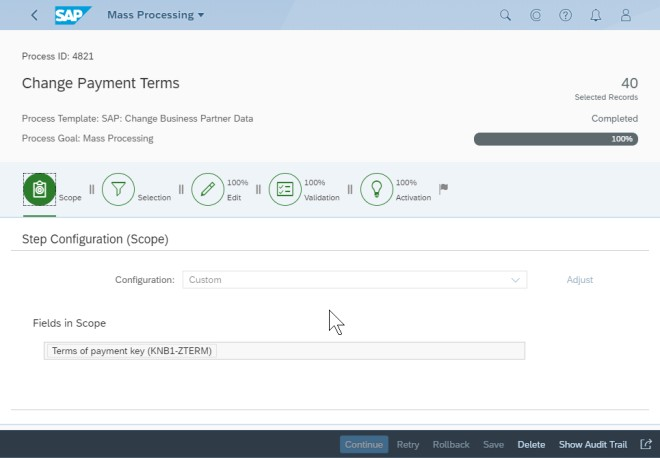 SAP Mass Processing
Process ID: 4821
Change Payment Terms
40
Selected Records
Process Template: SAP: Change Business Partner Data
Completed
Process Goal: Mass Processing
100%
Scope
Selection
100%
Edit
100%
Validation
100%
Activation
Step Configuration (Scope)
Configuration: Custom Adjust
Fields in Scope
Terms of payment key (KNB1-ZTERM)
Continue Retry Rollback Save Delete Show Audit Trail